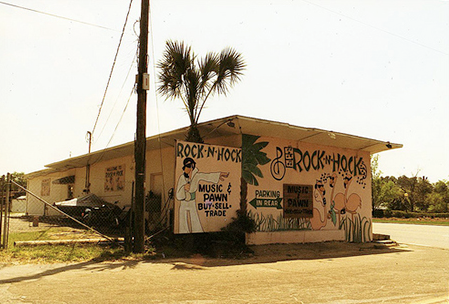 ROCK·N·HOCK
MUSIC &
PAWN
BUY-SELL
TRADE
ROCK-N-HOCK
PARKING
IN REAR
MUSIC
PAWN